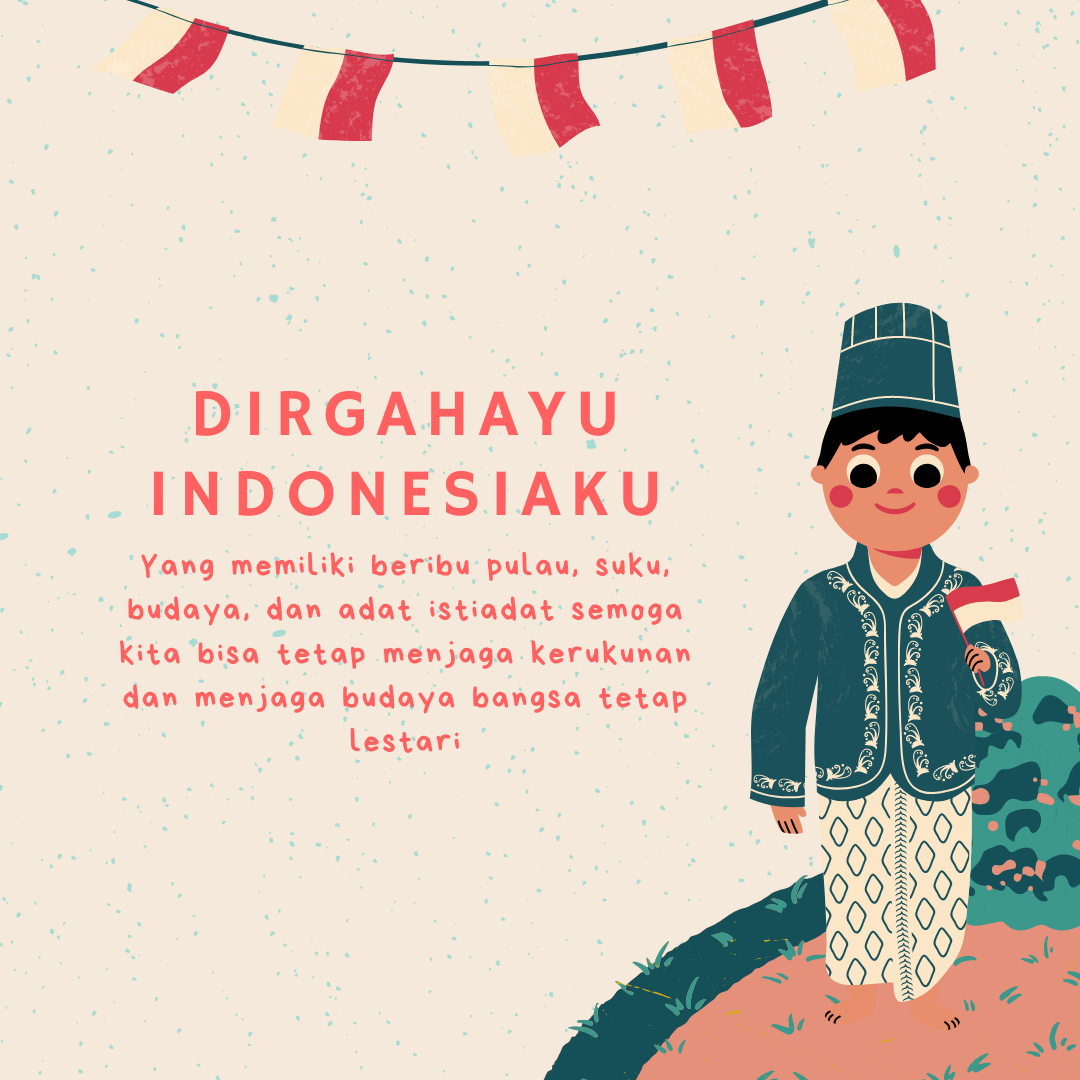 DIRGAHAYU
INDONESIAKU
Yang memiliki beribu pulau, suku,
budaya, dan adat istiadat semoga
kita bisa tetap menjaga kerukunan
dan menjaga budaya bangsa tetap
lestari